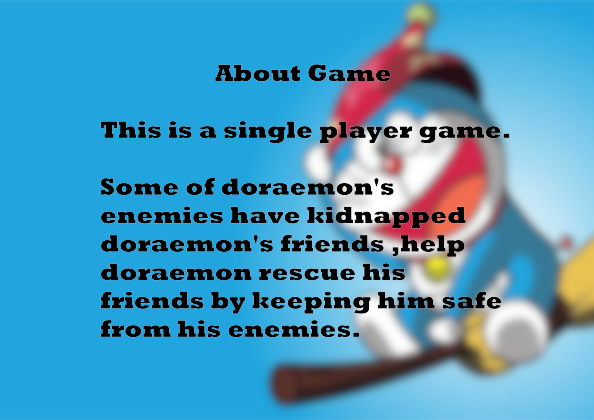 About Game
This is a single player game.
Some of doraemon's
enemies have kidnapped
doraemon's friends ,help
doraemon rescue his
friends by keeping him safe
from his enemies.